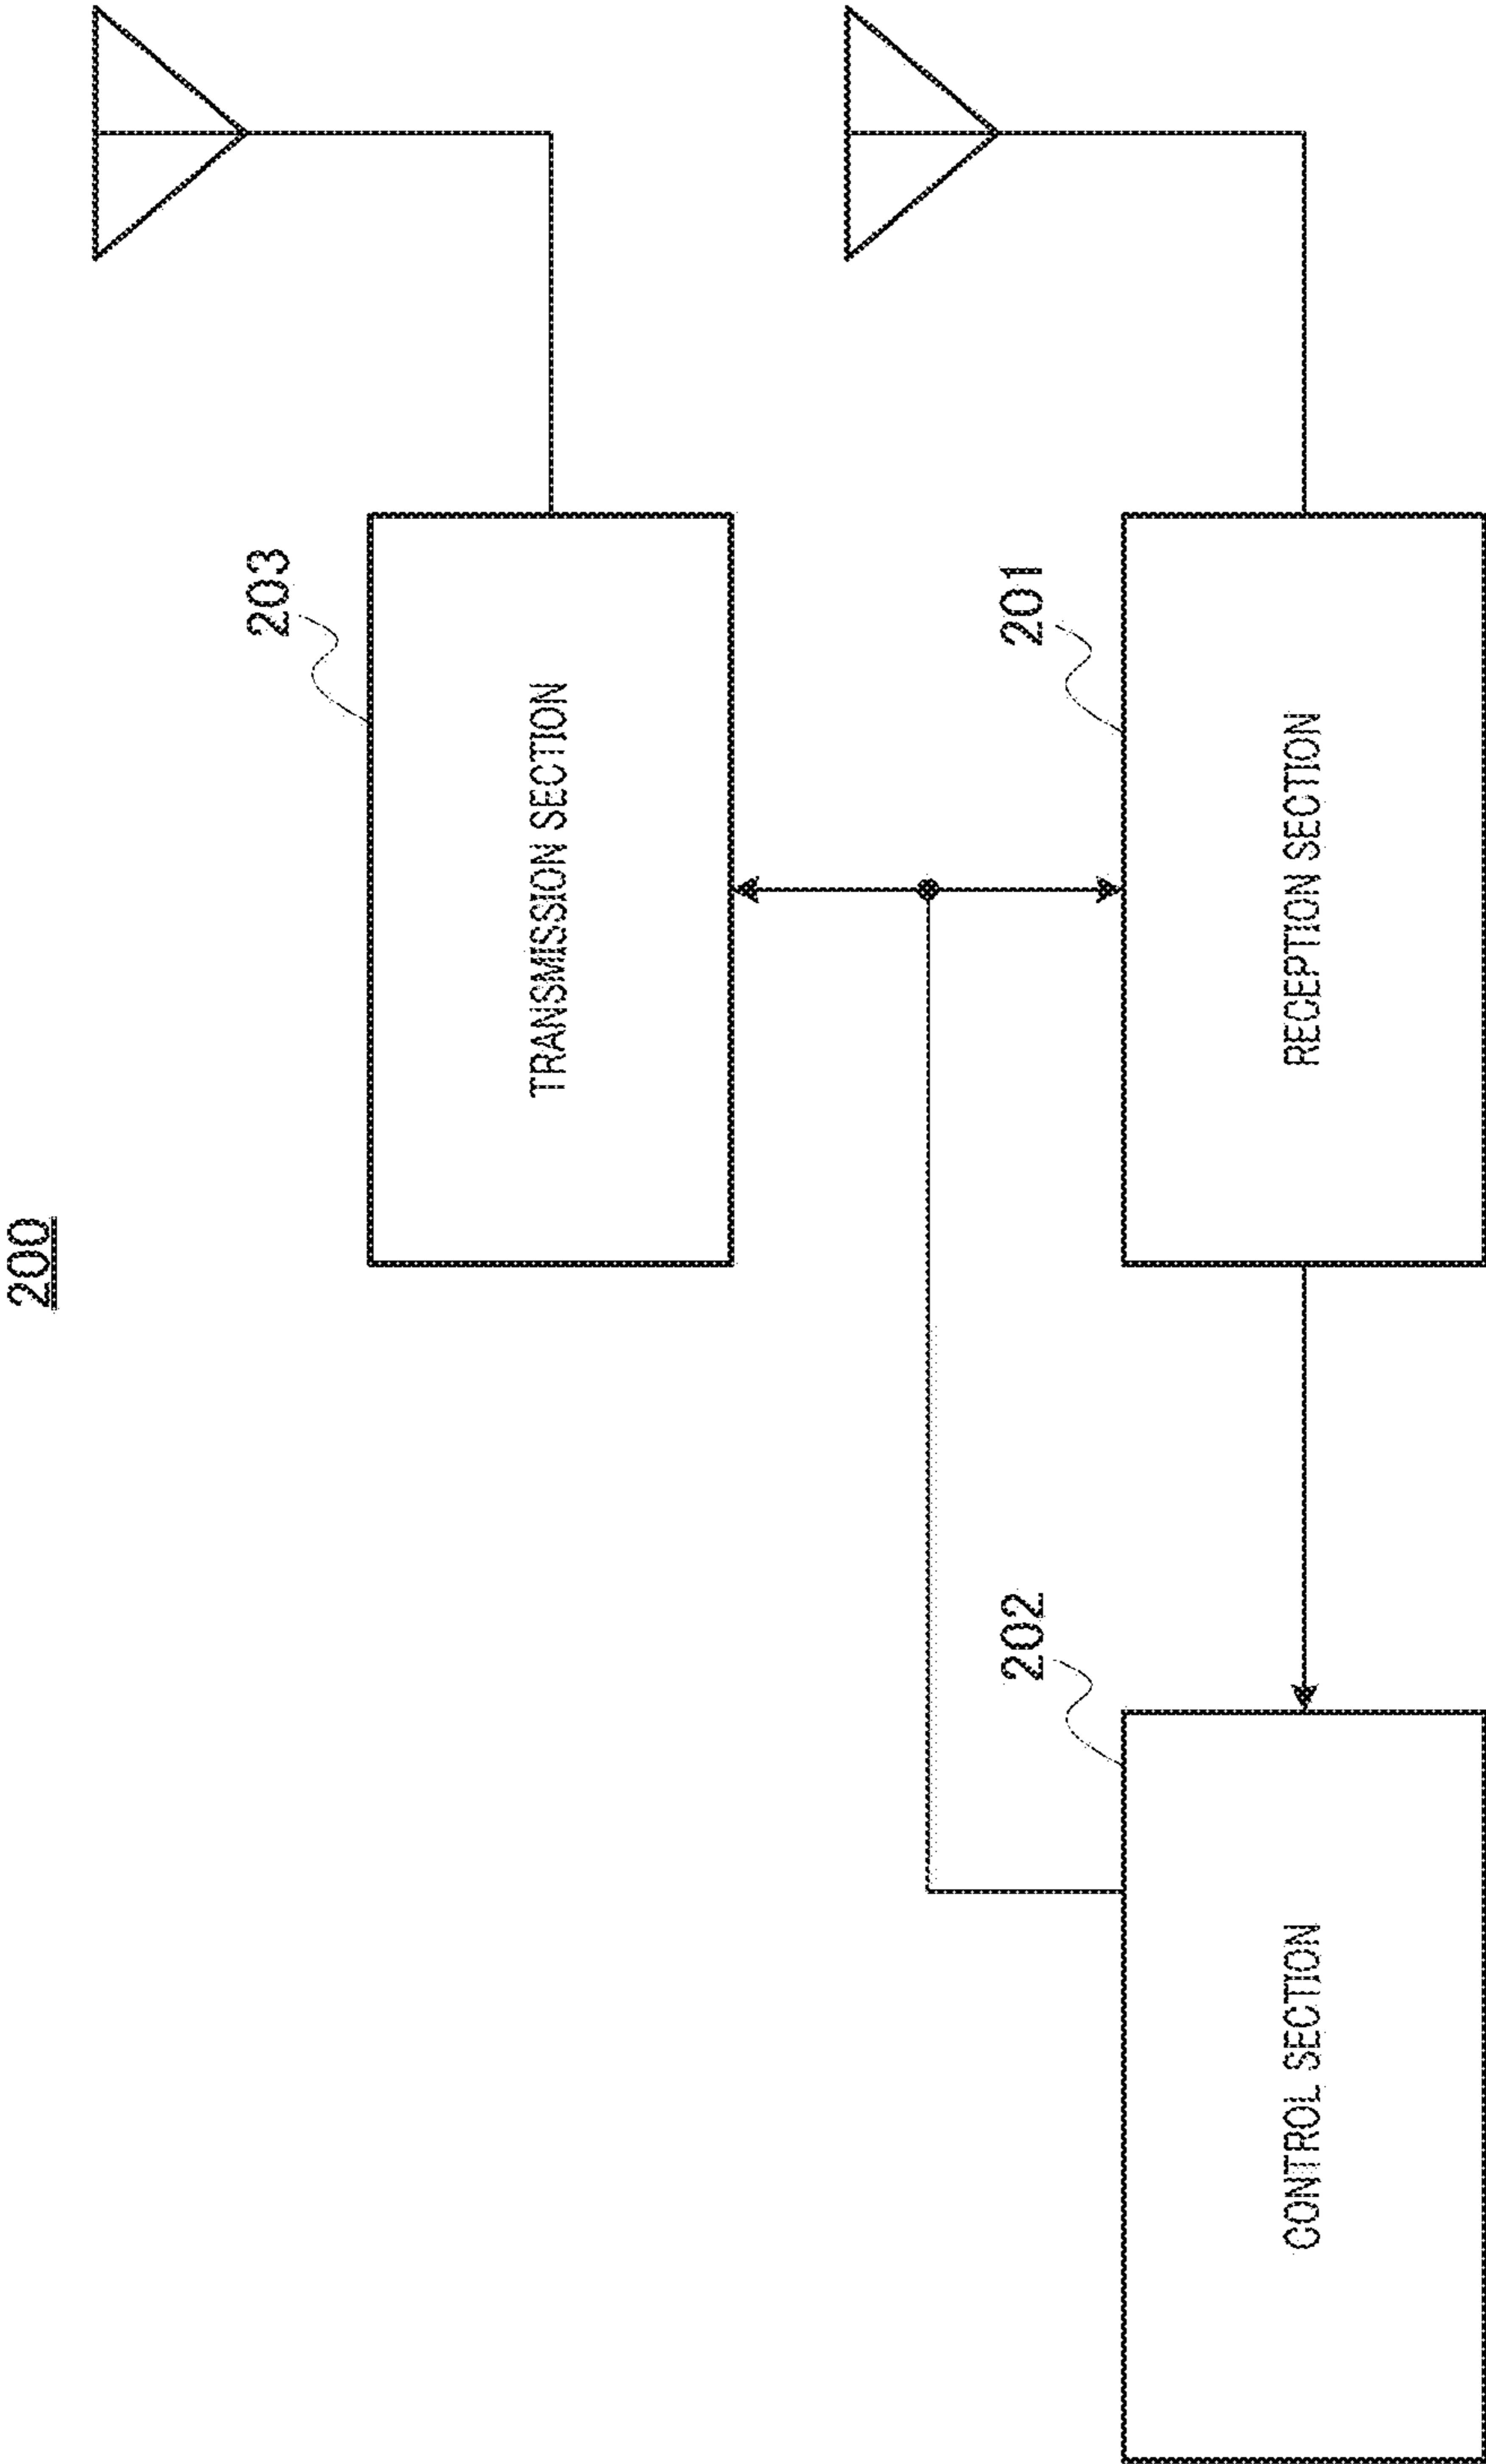 200
203
TRANSMISSION SECTION
202
201
CONTROL SECTION
RECEPTION SECTION